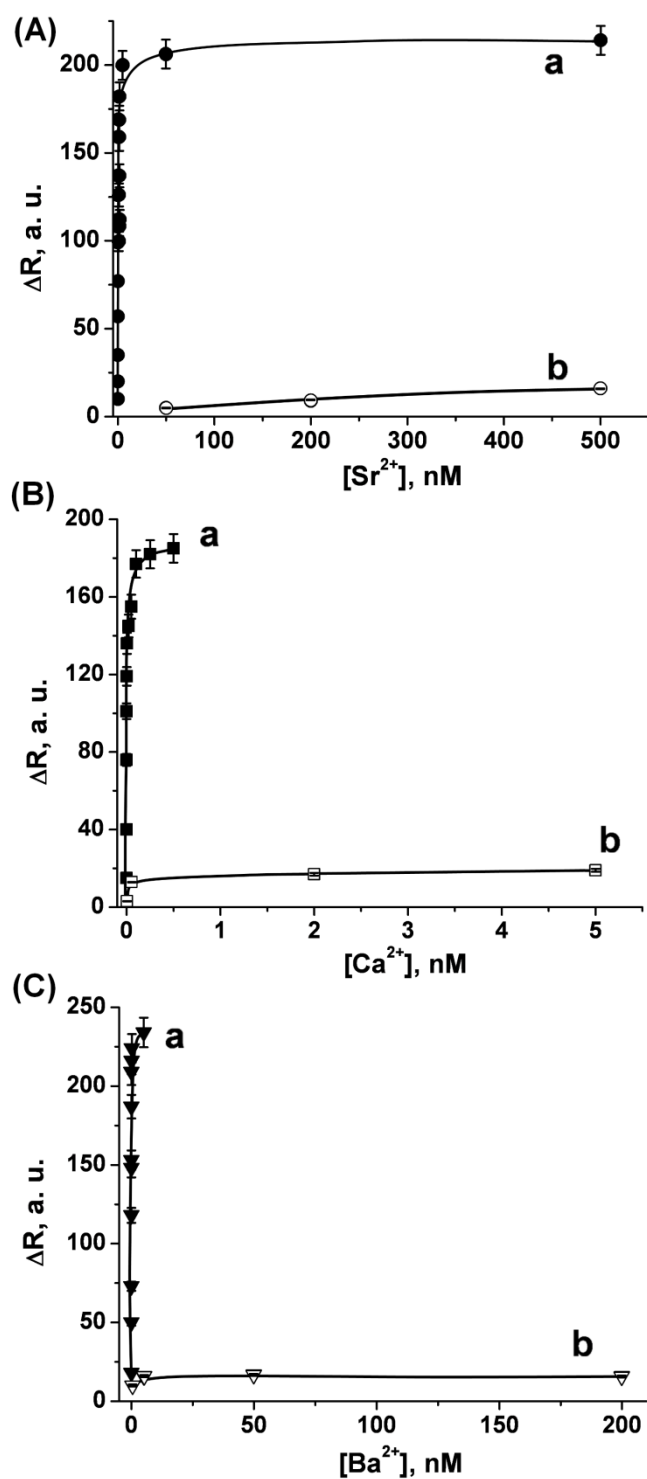 (A)
200
150
100
50
0
ΔR, a. u.
a
b
0 100 200 300 400 500
[Sr²⁺], nM
(B)
200
160
120
80
40
0
ΔR, a. u.
a
b
0 1 2 3 4 5
[Ca²⁺], nM
(C)
250
200
150
100
50
0
ΔR, a. u.
a
b
0 50 100 150 200
[Ba²⁺], nM